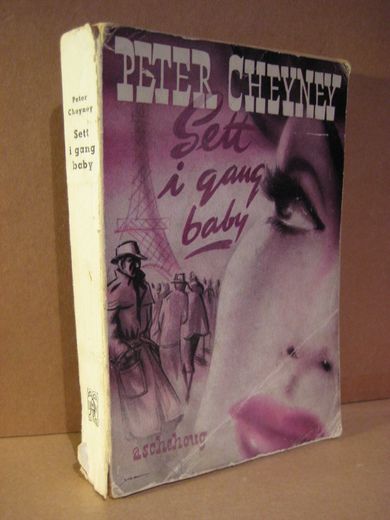 PETER CHEYNEY
Sett
i gang
baby
aschehoug
Peter
Cheyney
Sett
i gang
baby